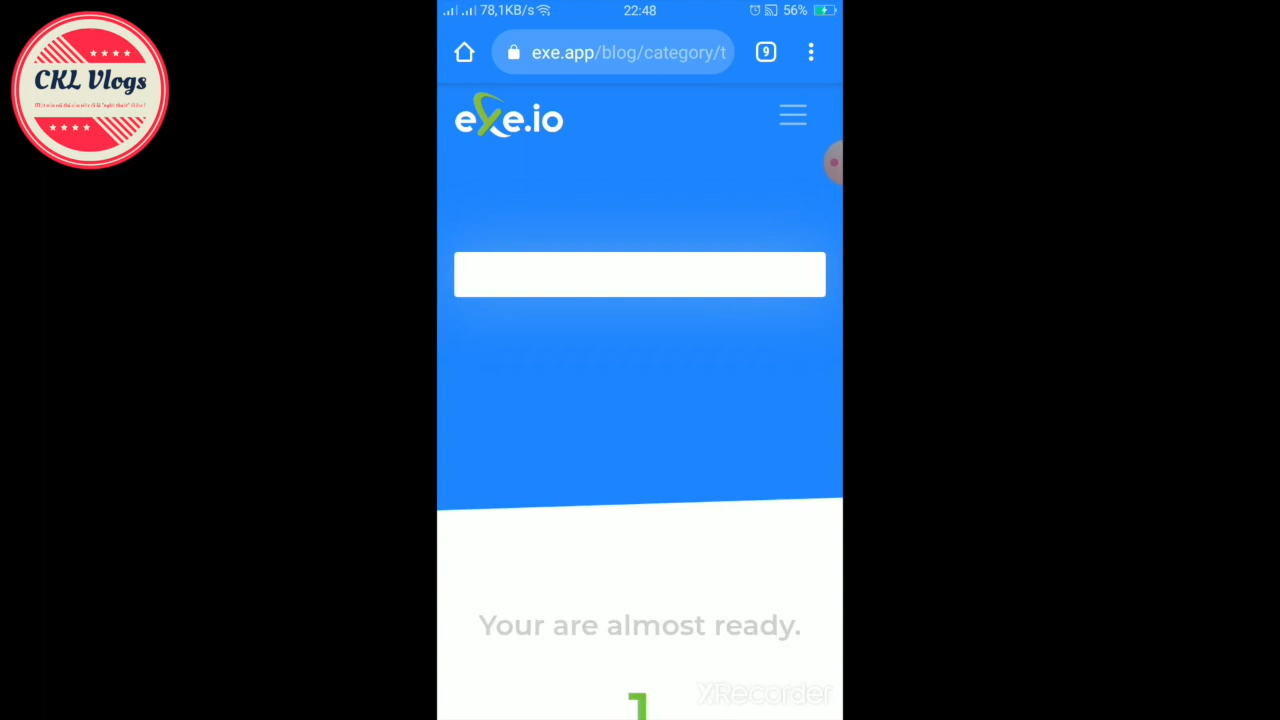 CKL Vlogs
78,1KB/s
22:48
56%
exe.app/blog/category/t
9
exe.io
Your are almost ready.
1
XRecorder